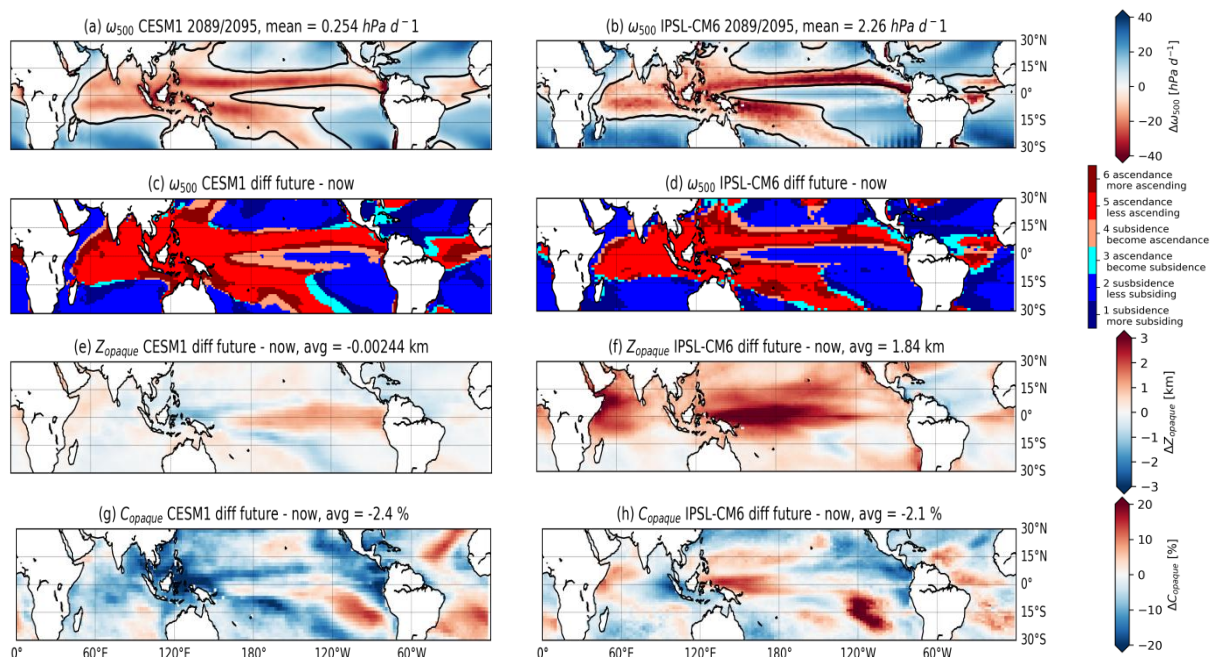 (a) ω500 CESM1 2089/2095, mean = 0.254 hPa d−1
(b) ω500 IPSL-CM6 2089/2095, mean = 2.26 hPa d−1
30°N
15°N
0°
15°S
30°S
40
20
0
−20
−40
Δω500 [hPa d−1]
(c) ω500 CESM1 diff future - now
(d) ω500 IPSL-CM6 diff future - now
30°N
15°N
0°
15°S
30°S
6 ascendance
more ascending
5 ascendance
less ascending
4 subsidence
become ascendance
3 ascendance
become subsidence
2 susbsidence
less subsiding
1 subsidence
more subsiding
(e) Zopaque CESM1 diff future - now, avg = -0.00244 km
(f) Zopaque IPSL-CM6 diff future - now, avg = 1.84 km
30°N
15°N
0°
15°S
30°S
3
2
1
0
−1
−2
−3
ΔZopaque [km]
(g) Copaque CESM1 diff future - now, avg = -2.4 %
(h) Copaque IPSL-CM6 diff future - now, avg = -2.1 %
30°N
15°N
0°
15°S
30°S
20
10
0
−10
−20
ΔCopaque [%]
0° 60°E 120°E 180° 120°W 60°W
0° 60°E 120°E 180° 120°W 60°W